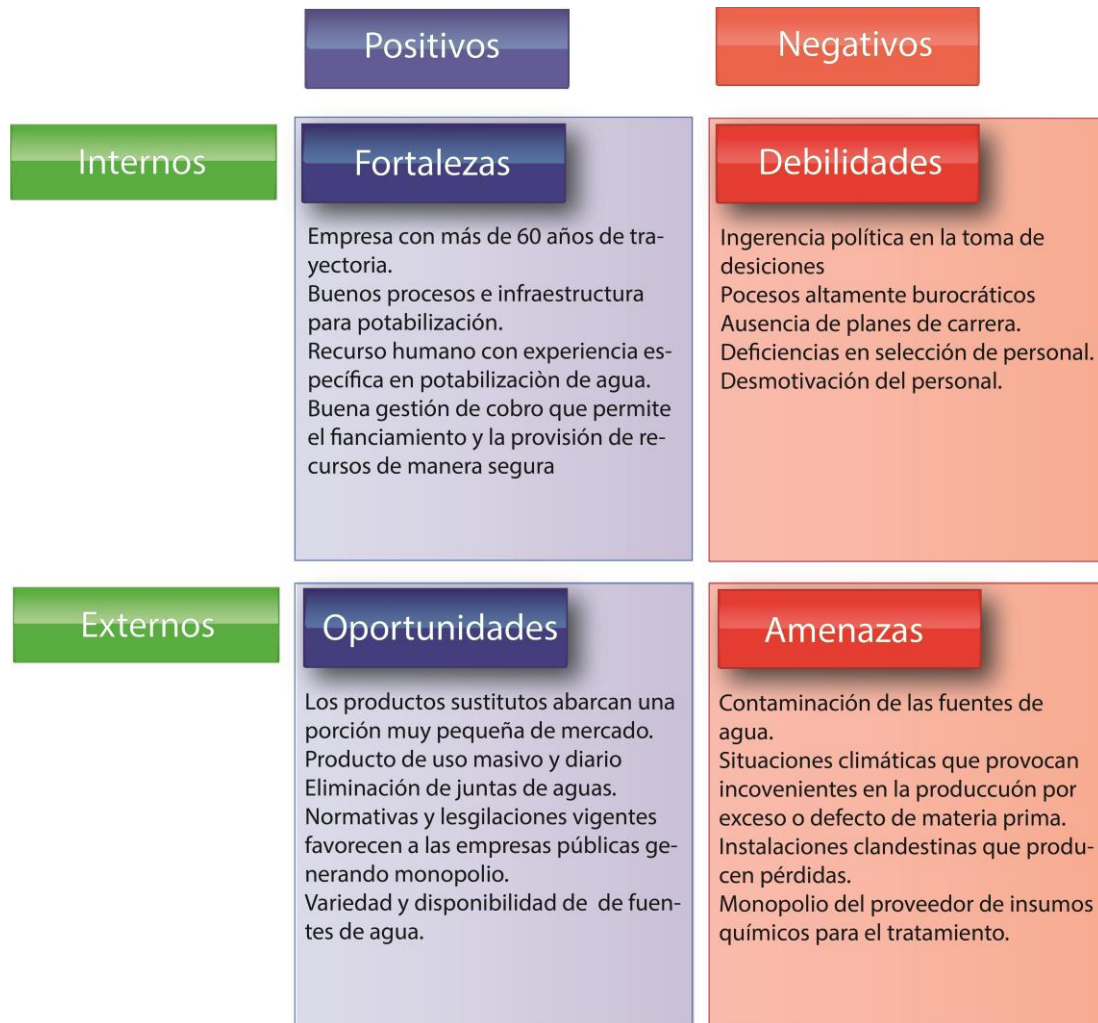 Positivos
Negativos
Internos
Fortalezas
Empresa con más de 60 años de tra-
yectoria.
Buenos procesos e infraestructura
para potabilización.
Recurso humano con experiencia es-
pecífica en potabilizaciòn de agua.
Buena gestión de cobro que permite
el fianciamiento y la provisión de re-
cursos de manera segura
Debilidades
Ingerencia política en la toma de
desiciones
Pocesos altamente burocráticos
Ausencia de planes de carrera.
Deficiencias en selección de personal.
Desmotivación del personal.
Externos
Oportunidades
Los productos sustitutos abarcan una
porción muy pequeña de mercado.
Producto de uso masivo y diario
Eliminación de juntas de aguas.
Normativas y lesgilaciones vigentes
favorecen a las empresas públicas ge-
nerando monopolio.
Variedad y disponibilidad de  de fuen-
tes de agua.
Amenazas
Contaminación de las fuentes de
agua.
Situaciones climáticas que provocan
incovenientes en la produccuón por
exceso o defecto de materia prima.
Instalaciones clandestinas que produ-
cen pérdidas.
Monopolio del proveedor de insumos
químicos para el tratamiento.